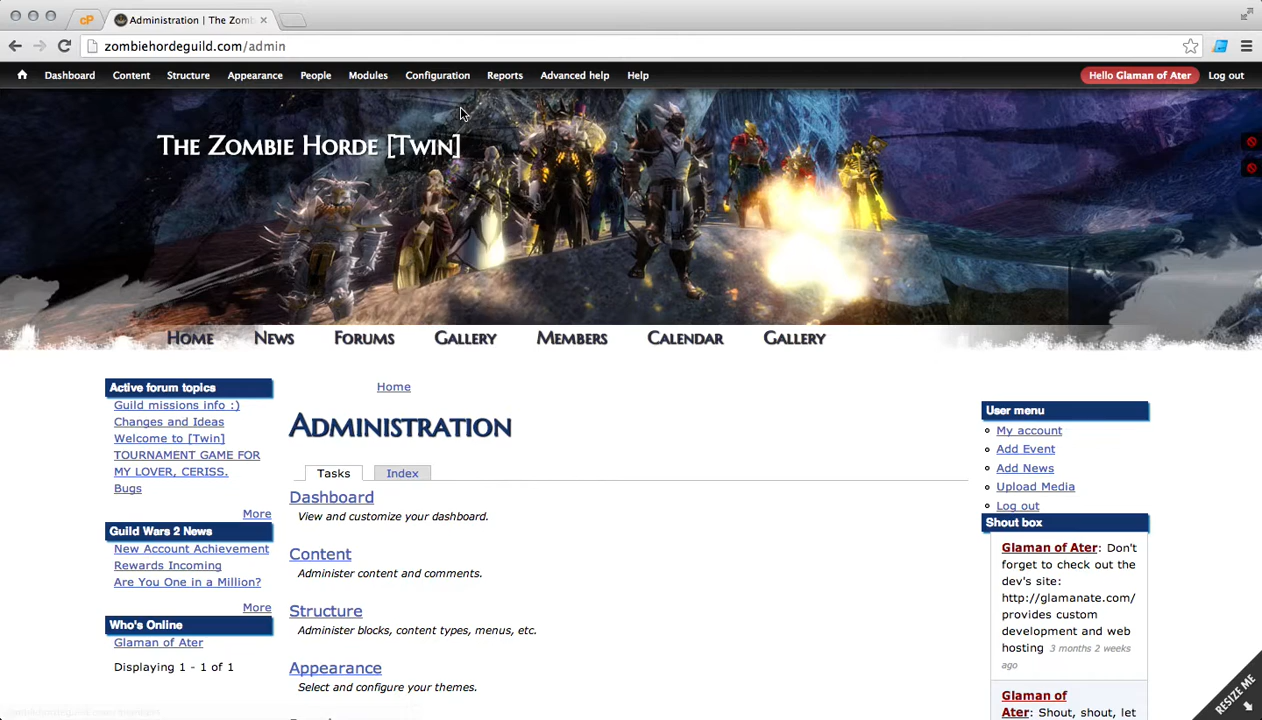 cP
Administration | The Zomb
zombiehordeguild.com/admin
Dashboard Content Structure Appearance People Modules Configuration Reports Advanced help Help Hello Glaman of Ater Log out
The Zombie Horde [Twin]
Home News Forums Gallery Members Calendar Gallery
Active forum topics
Guild missions info :)
Changes and Ideas
Welcome to [Twin]
TOURNAMENT GAME FOR
MY LOVER, CERISS.
Bugs
More
Guild Wars 2 News
New Account Achievement
Rewards Incoming
Are You One in a Million?
More
Who's Online
Glaman of Ater
Displaying 1 - 1 of 1
Home
Administration
Tasks Index
Dashboard
View and customize your dashboard.
Content
Administer content and comments.
Structure
Administer blocks, content types, menus, etc.
Appearance
Select and configure your themes.
User menu
My account
Add Event
Add News
Upload Media
Log out
Shout box
Glaman of Ater: Don't
forget to check out the
dev's site:
http://glamanate.com/
provides custom
development and web
hosting 3 months 2 weeks
ago
Glaman of
Ater: Shout, shout, let
RESIZE ME